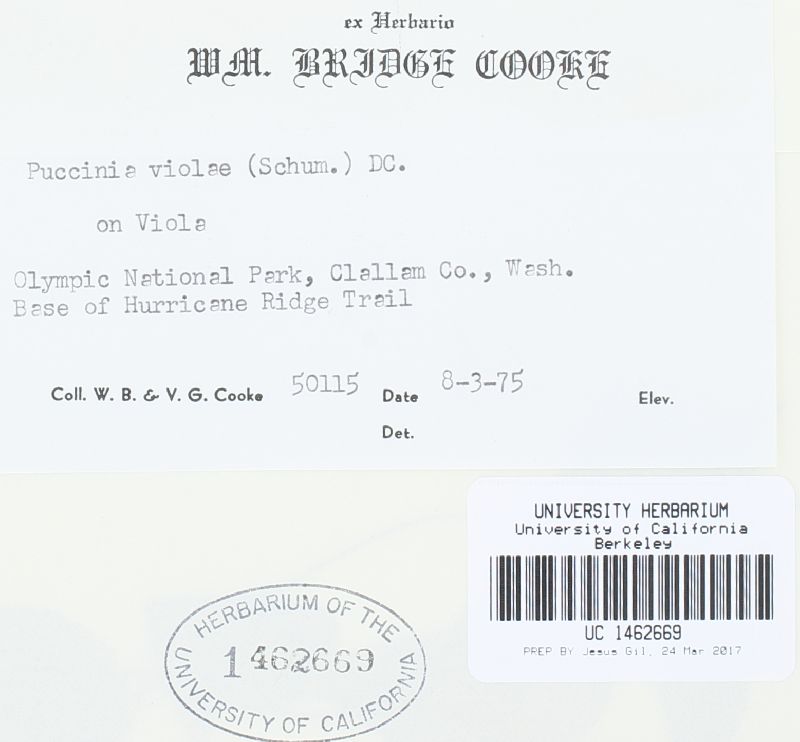 ex Herbario
WM. BRIDGE COOKE
Puccinia violae (Schum.) DC.
on Viola
Olympic National Park, Clallam Co., Wash.
Base of Hurricane Ridge Trail
Coll. W. B. & V. G. Cooke 50115 Date 8-3-75 Elev.
Det.
UNIVERSITY HERBARIUM
University of California
Berkeley
UC 1462669
PREP BY Jesus Gil, 24 Mar 2017
HERBARIUM OF THE
1462669
UNIVERSITY OF CALIFORNIA